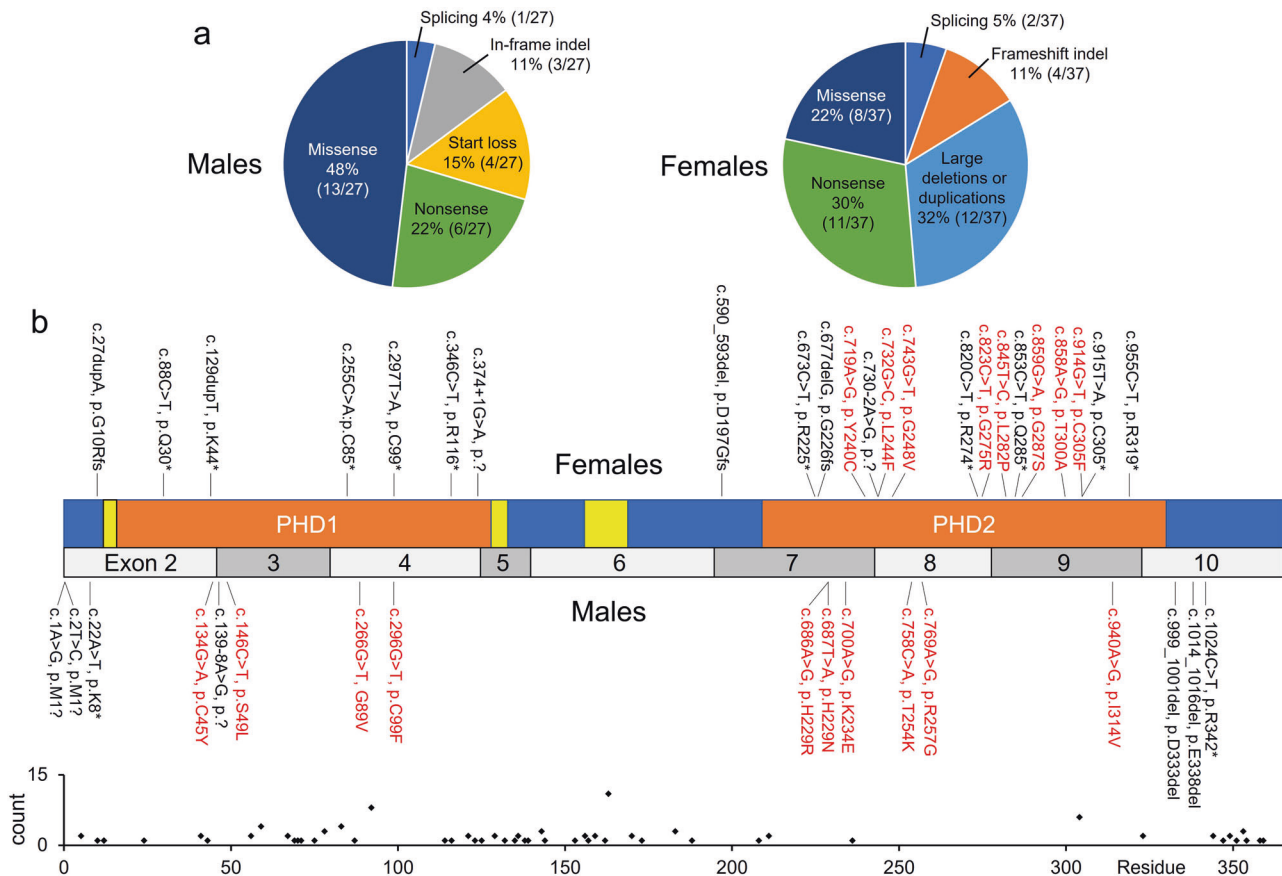 a
Males
Splicing 4% (1/27)
In-frame indel
11% (3/27)
Start loss
15% (4/27)
Nonsense
22% (6/27)
Missense
48%
(13/27)
Females
Splicing 5% (2/37)
Frameshift indel
11% (4/37)
Large
deletions or
duplications
32% (12/37)
Nonsense
30%
(11/37)
Missense
22% (8/37)
b
c.27dupA, p.G10Rfs
c.88C>T, p.Q30*
c.129dupT, p.K44*
c.255C>A;p.C85*
c.297T>A, p.C99*
c.346C>T, p.R116*
c.374+1G>A, p.?
c.590_593del, p.D197Gfs
c.673C>T, p.R225*
c.677delG, p.G226fs
c.719A>G, p.Y240C
c.730-2A>G, p.?
c.732G>C, p.L244F
c.743G>T, p.G248V
c.820C>T, p.R274*
c.823C>T, p.G275R
c.845T>C, p.L282P
c.853C>T, p.Q285*
c.859G>A, p.G287S
c.858A>G, p.T300A
c.914G>T, p.C305F
c.915T>A, p.C305*
c.955C>T, p.R319*
Females
PHD1
PHD2
Exon 2
3
4
5
6
7
8
9
10
Males
c.1A>G, p.M1?
c.2T>C, p.M1?
c.22A>T, p.K8*
c.134G>A, p.C45Y
c.139-8A>G, p.?
c.146C>T, p.S49L
c.266G>T, G89V
c.296G>T, p.C99F
c.686A>G, p.H229R
c.687T>A, p.H229N
c.700A>G, p.K234E
c.758C>A, p.T254K
c.769A>G, p.R257G
c.940A>G, p.I314V
c.999_1001del, p.D333del
c.1014_1016del, p.E338del
c.1024C>T, p.R342*
count
15
0
0
50
100
150
200
250
300
Residue
350